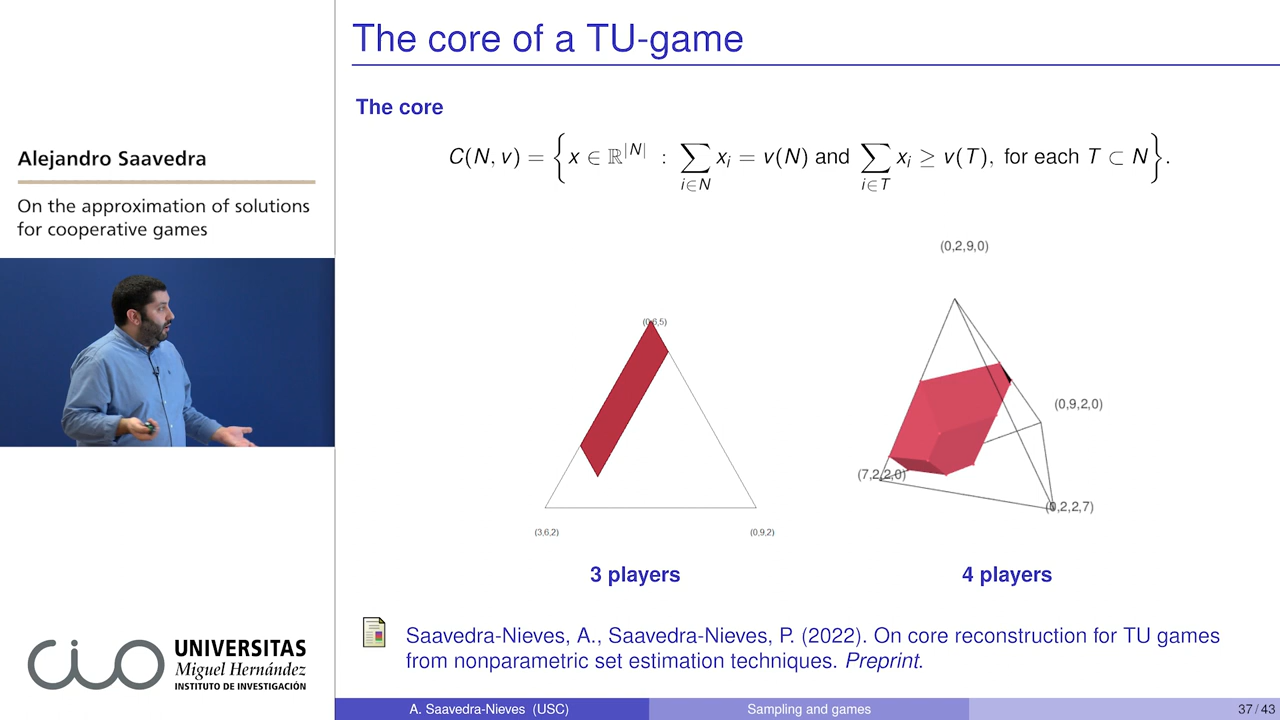 The core of a TU-game
The core
C(N, v) = { x ∈ ℝ^{|N|} : ∑_{i∈N} x_i = v(N) and ∑_{i∈T} x_i ≥ v(T), for each T ⊂ N }.
Alejandro Saavedra
On the approximation of solutions
for cooperative games
(0,6,5)
(3,6,2)
(0,9,2)
3 players
(0,2,9,0)
(0,9,2,0)
(7,2,2,0)
(0,2,2,7)
4 players
Saavedra-Nieves, A., Saavedra-Nieves, P. (2022). On core reconstruction for TU games
from nonparametric set estimation techniques. Preprint.
cio
UNIVERSITAS
Miguel Hernández
INSTITUTO DE INVESTIGACIÓN
A. Saavedra-Nieves (USC)
Sampling and games
37 / 43